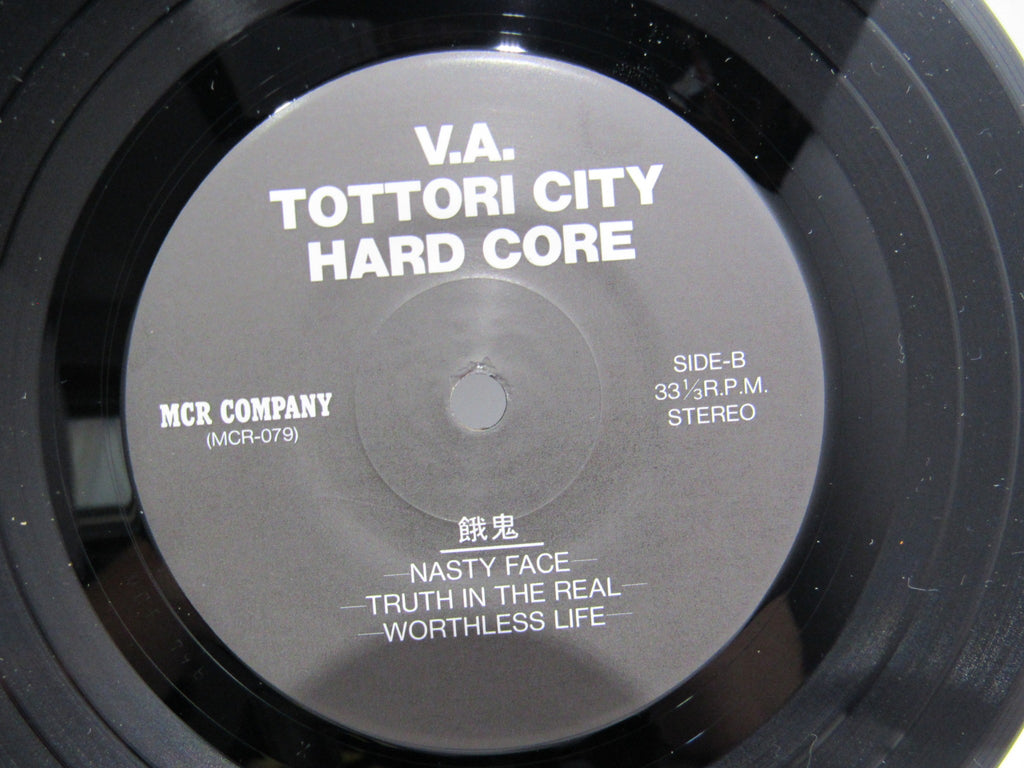 V.A.
TOTTORI CITY
HARD CORE
MCR COMPANY
(MCR-079)
SIDE-B
33⅓R.P.M.
STEREO
餓鬼
—NASTY FACE—
—TRUTH IN THE REAL—
—WORTHLESS LIFE—